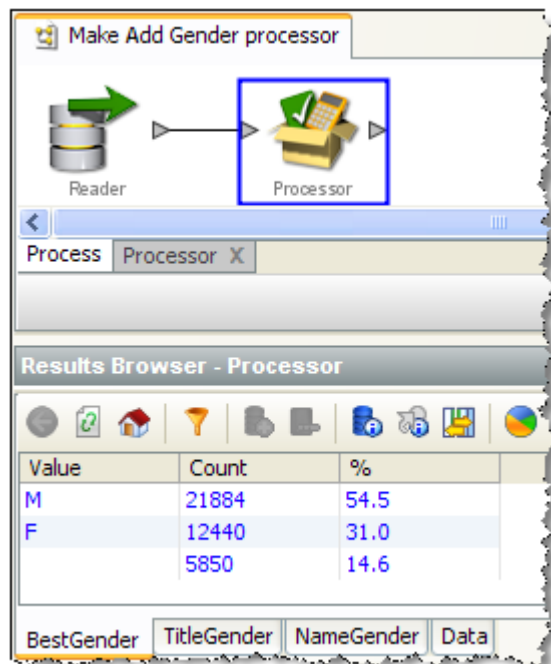 Make Add Gender processor
Reader Processor
Process Processor X
Results Browser - Processor
Value Count %
M 21884 54.5
F 12440 31.0
5850 14.6
BestGender TitleGender NameGender Data